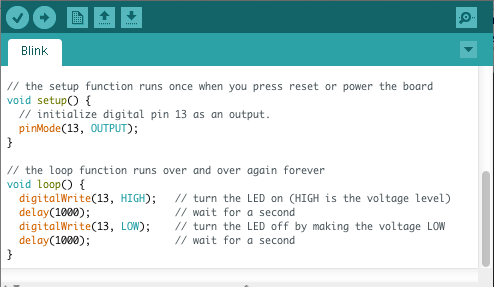 Blink
// the setup function runs once when you press reset or power the board
void setup() {
  // initialize digital pin 13 as an output.
  pinMode(13, OUTPUT);
}

// the loop function runs over and over again forever
void loop() {
  digitalWrite(13, HIGH);   // turn the LED on (HIGH is the voltage level)
  delay(1000);              // wait for a second
  digitalWrite(13, LOW);    // turn the LED off by making the voltage LOW
  delay(1000);              // wait for a second
}